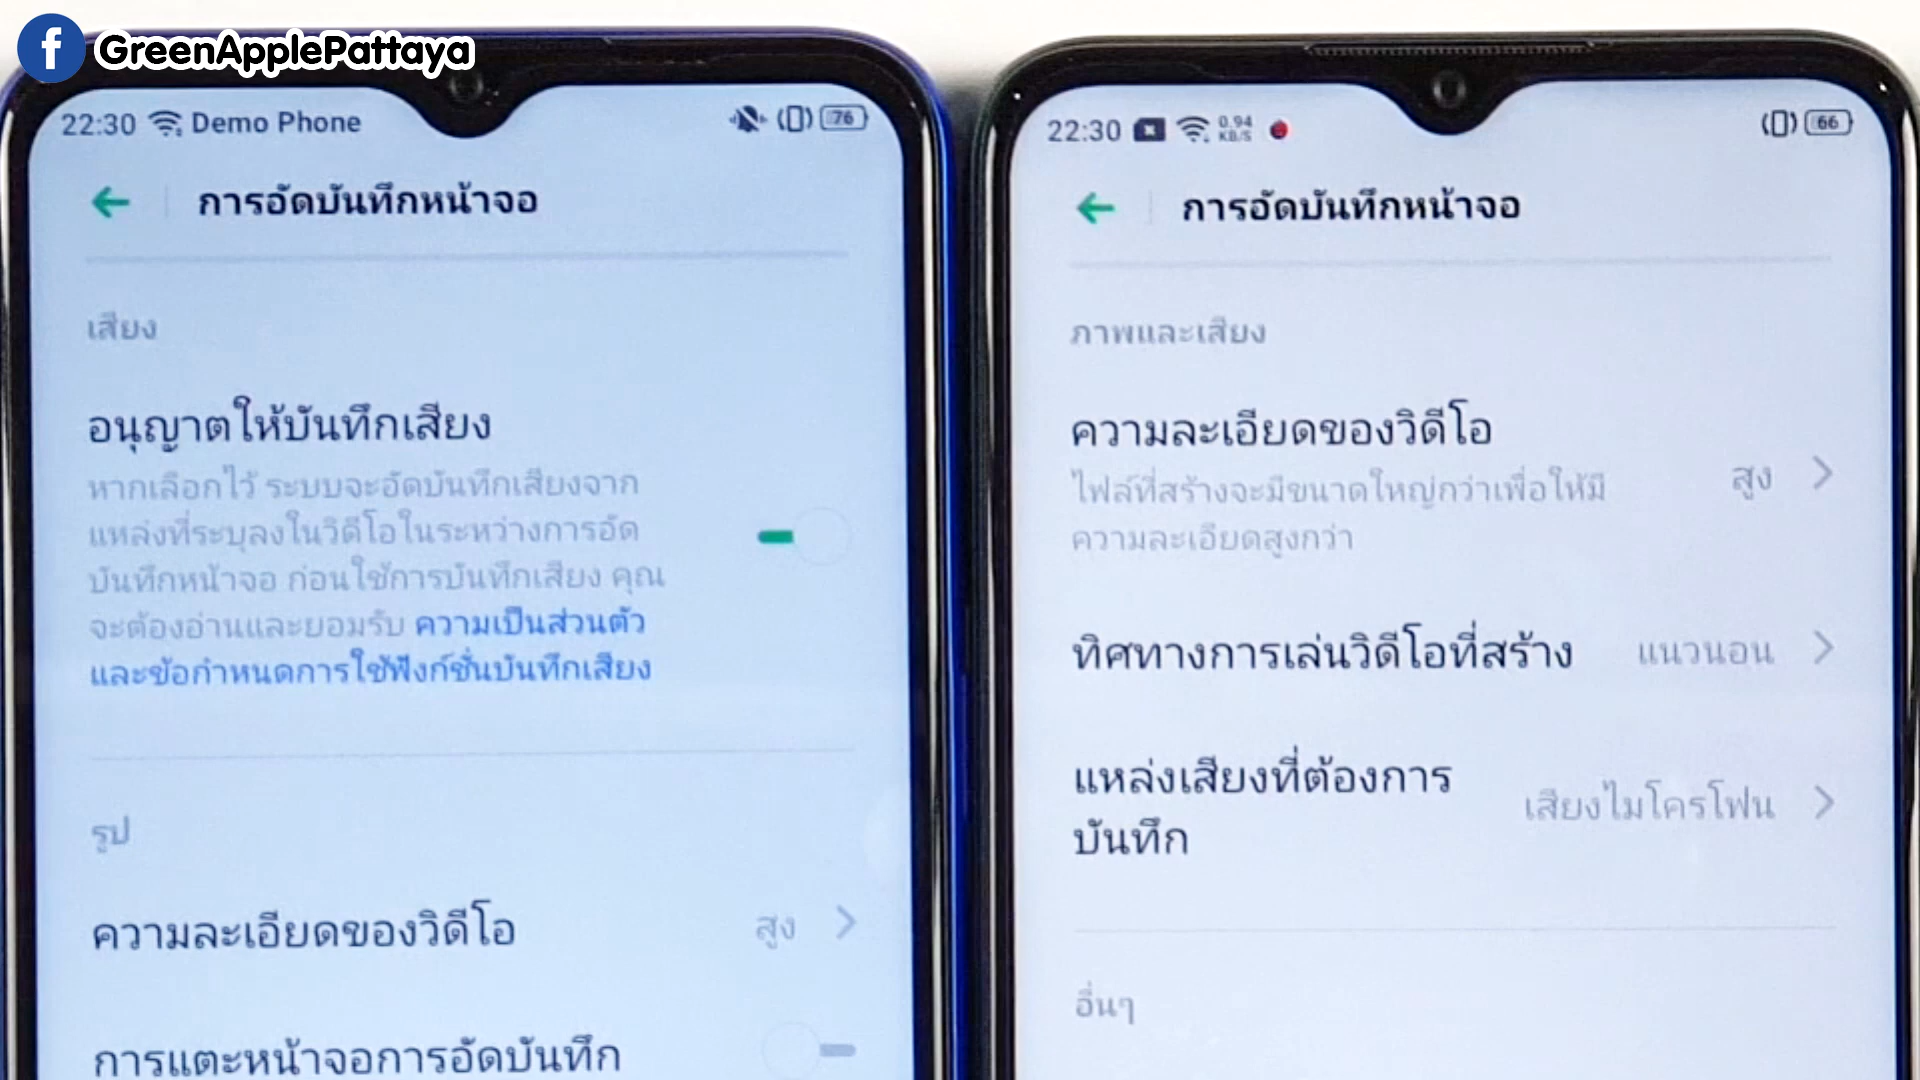 GreenApplePattaya
22:30 Demo Phone 76
การอัดบันทึกหน้าจอ
เสียง
อนุญาตให้บันทึกเสียง
หากเลือกไว้ ระบบจะอัดบันทึกเสียงจาก
แหล่งที่ระบุลงในวิดีโอในระหว่างการอัด
บันทึกหน้าจอ ก่อนใช้การบันทึกเสียง คุณ
จะต้องอ่านและยอมรับ ความเป็นส่วนตัว
และข้อกำหนดการใช้ฟังก์ชั่นบันทึกเสียง
รูป
ความละเอียดของวิดีโอ สูง
การแตะหน้าจอการอัดบันทึก
22:30 0.94 KB/S 66
การอัดบันทึกหน้าจอ
ภาพและเสียง
ความละเอียดของวิดีโอ
ไฟล์ที่สร้างจะมีขนาดใหญ่กว่าเพื่อให้มี สูง
ความละเอียดสูงกว่า
ทิศทางการเล่นวิดีโอที่สร้าง แนวนอน
แหล่งเสียงที่ต้องการ
บันทึก เสียงไมโครโฟน
อื่นๆ